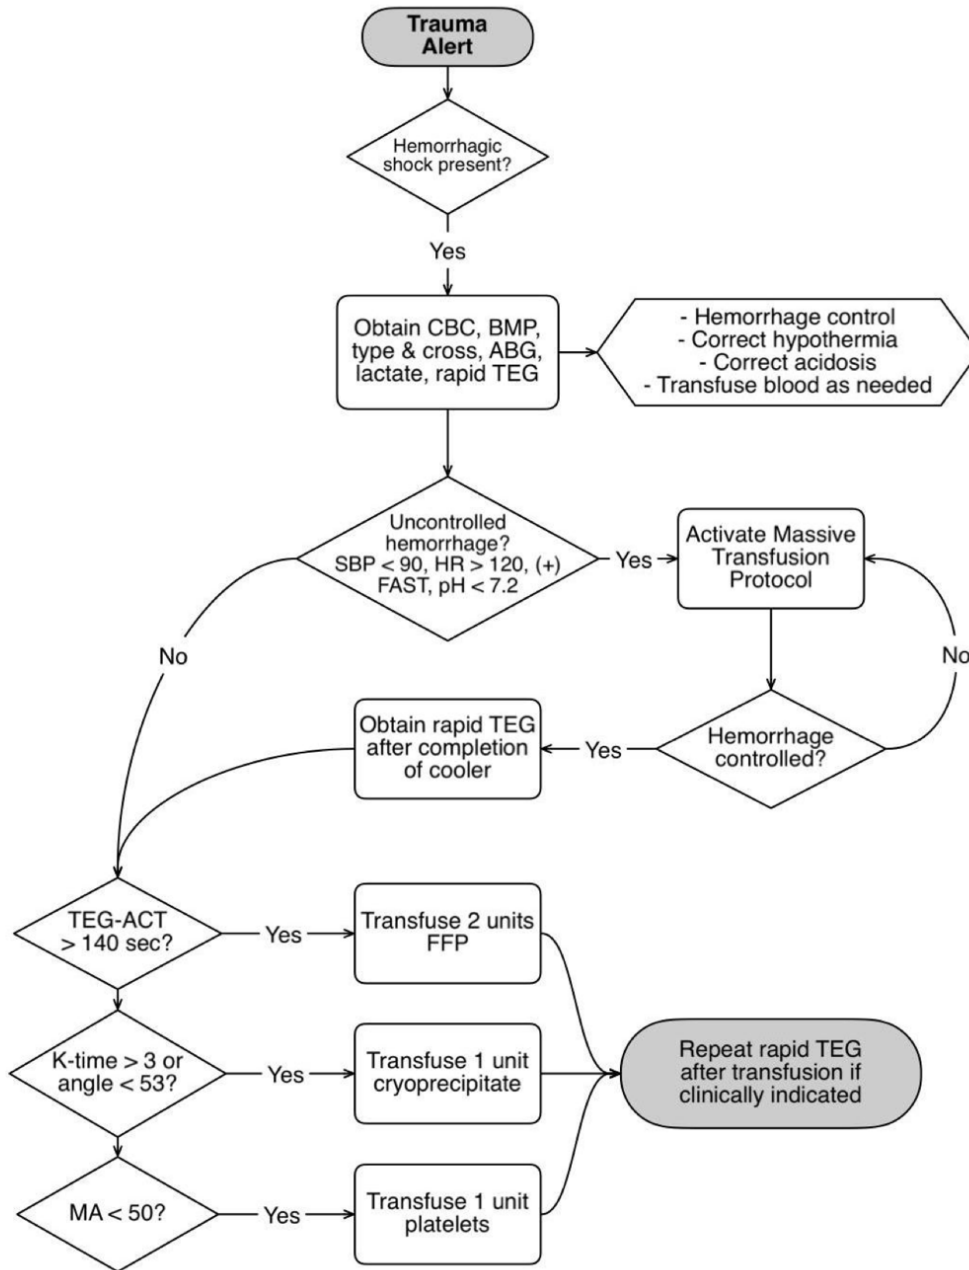 Trauma
Alert
Hemorrhagic
shock present?
Yes
Obtain CBC, BMP,
type & cross, ABG,
lactate, rapid TEG
- Hemorrhage control
- Correct hypothermia
- Correct acidosis
- Transfuse blood as needed
Uncontrolled
hemorrhage?
SBP < 90, HR > 120, (+)
FAST, pH < 7.2
Yes
Activate Massive
Transfusion
Protocol
No
No
Obtain rapid TEG
after completion
of cooler
Yes
Hemorrhage
controlled?
TEG-ACT
> 140 sec?
Yes
Transfuse 2 units
FFP
K-time > 3 or
angle < 53?
Yes
Transfuse 1 unit
cryoprecipitate
Repeat rapid TEG
after transfusion if
clinically indicated
MA < 50?
Yes
Transfuse 1 unit
platelets